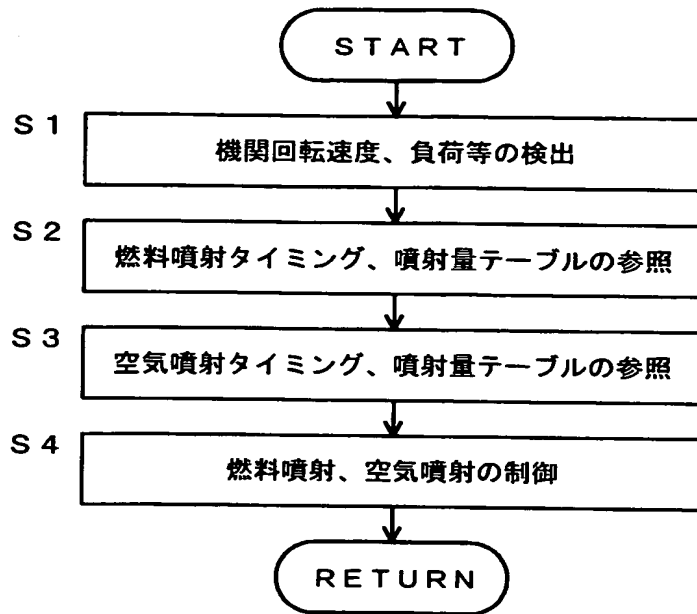 START
S1
機関回転速度、負荷等の検出
S2
燃料噴射タイミング、噴射量テーブルの参照
S3
空気噴射タイミング、噴射量テーブルの参照
S4
燃料噴射、空気噴射の制御
RETURN